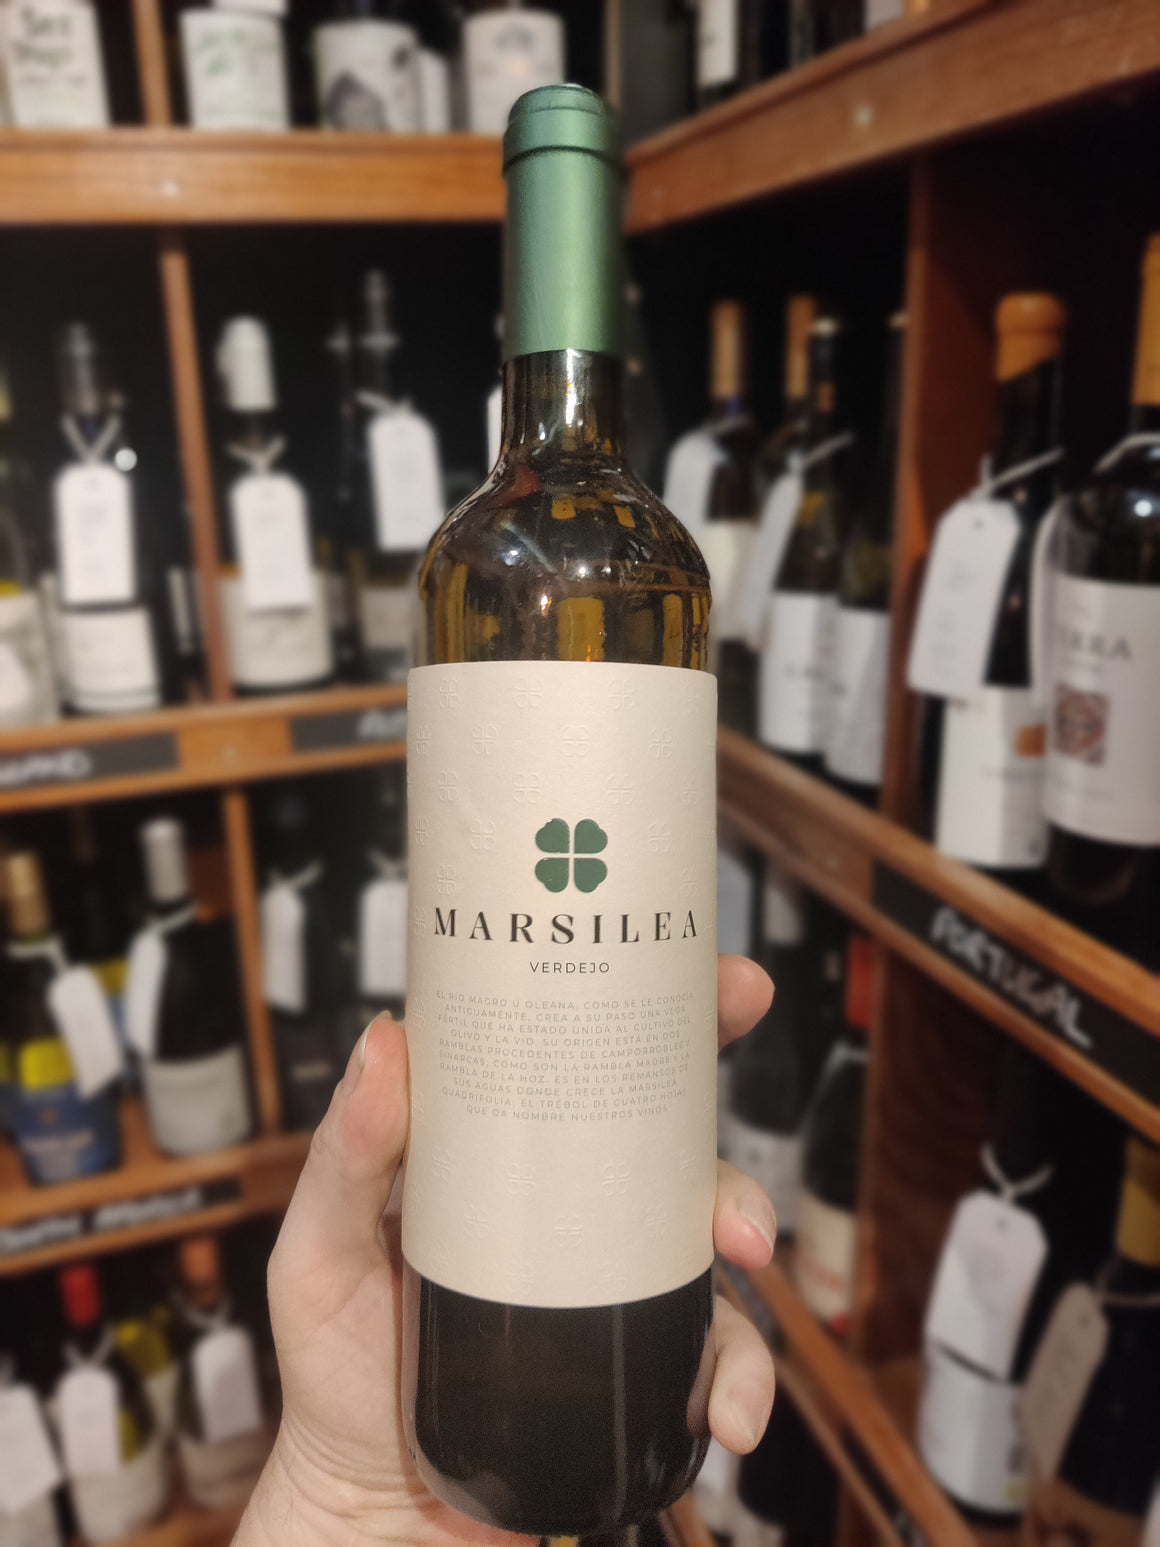 MARSILEA
VERDEJO
EL RÍO MAGRO U OLEANA, COMO SE LE CONOCÍA
ANTIGUAMENTE, CREA A SU PASO UNA VEGA
FÉRTIL QUE HA ESTADO UNIDA AL CULTIVO DEL
OLIVO Y LA VID. SU ORIGEN ESTÁ EN DOS
RAMBLAS PROCEDENTES DE CAMPORROBLES Y
SINARCAS, COMO SON LA RAMBLA MADRE Y LA
RAMBLA DE LA HOZ. ES EN LOS REMANSOS DE
SUS AGUAS DONDE CRECE LA MARSILEA
QUADRIFOLIA, EL TRÉBOL DE CUATRO HOJAS
QUE DA NOMBRE NUESTROS VINOS
PORTUGAL